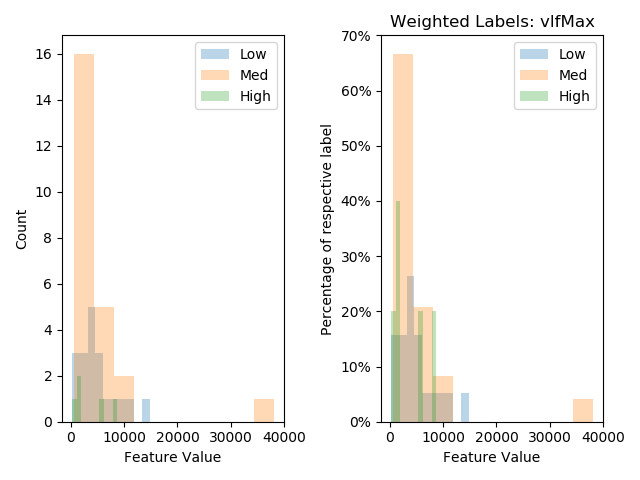 Low
Med
High
16
14
12
10
8
6
4
2
0
Count
0 10000 20000 30000 40000
Feature Value
Weighted Labels: vlfMax
Low
Med
High
70%
60%
50%
40%
30%
20%
10%
0%
Percentage of respective label
0 10000 20000 30000 40000
Feature Value